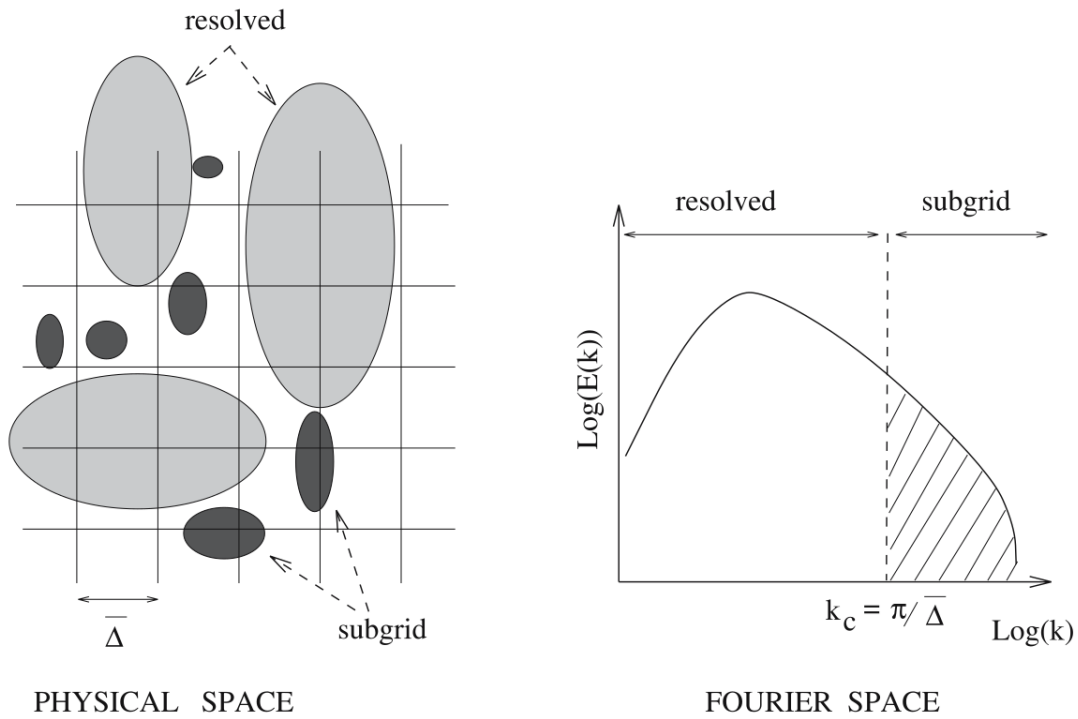 resolved
Δ̅
subgrid
PHYSICAL SPACE
resolved
subgrid
Log(E(k))
k_c = π/Δ̅
Log(k)
FOURIER SPACE